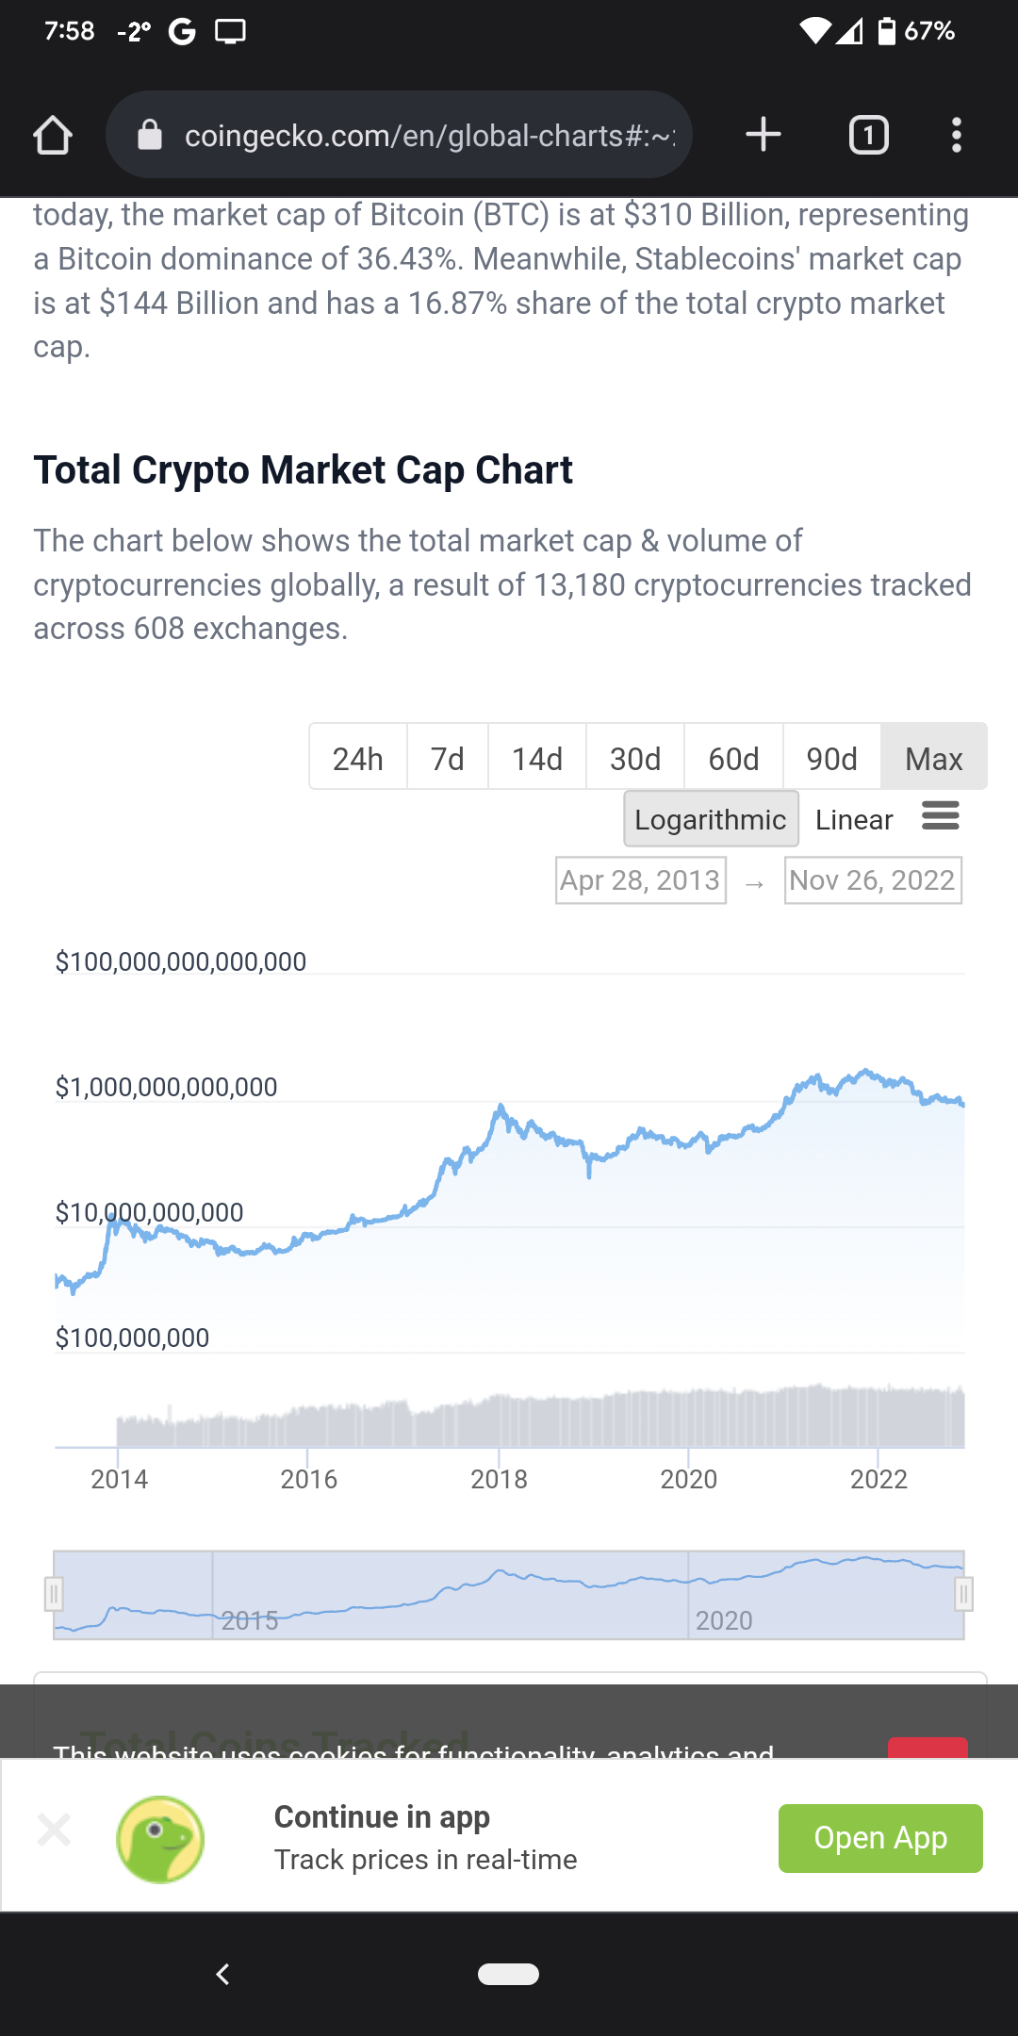 7:58 -2° G 67%
coingecko.com/en/global-charts#:~: 1
today, the market cap of Bitcoin (BTC) is at $310 Billion, representing
a Bitcoin dominance of 36.43%. Meanwhile, Stablecoins' market cap
is at $144 Billion and has a 16.87% share of the total crypto market
cap.
Total Crypto Market Cap Chart
The chart below shows the total market cap & volume of
cryptocurrencies globally, a result of 13,180 cryptocurrencies tracked
across 608 exchanges.
24h 7d 14d 30d 60d 90d Max
Logarithmic Linear
Apr 28, 2013 → Nov 26, 2022
$100,000,000,000,000
$1,000,000,000,000
$10,000,000,000
$100,000,000
2014 2016 2018 2020 2022
2015 2020
Total Coins Tracked
This website uses cookies for functionality, analytics and
Continue in app
Track prices in real-time
Open App